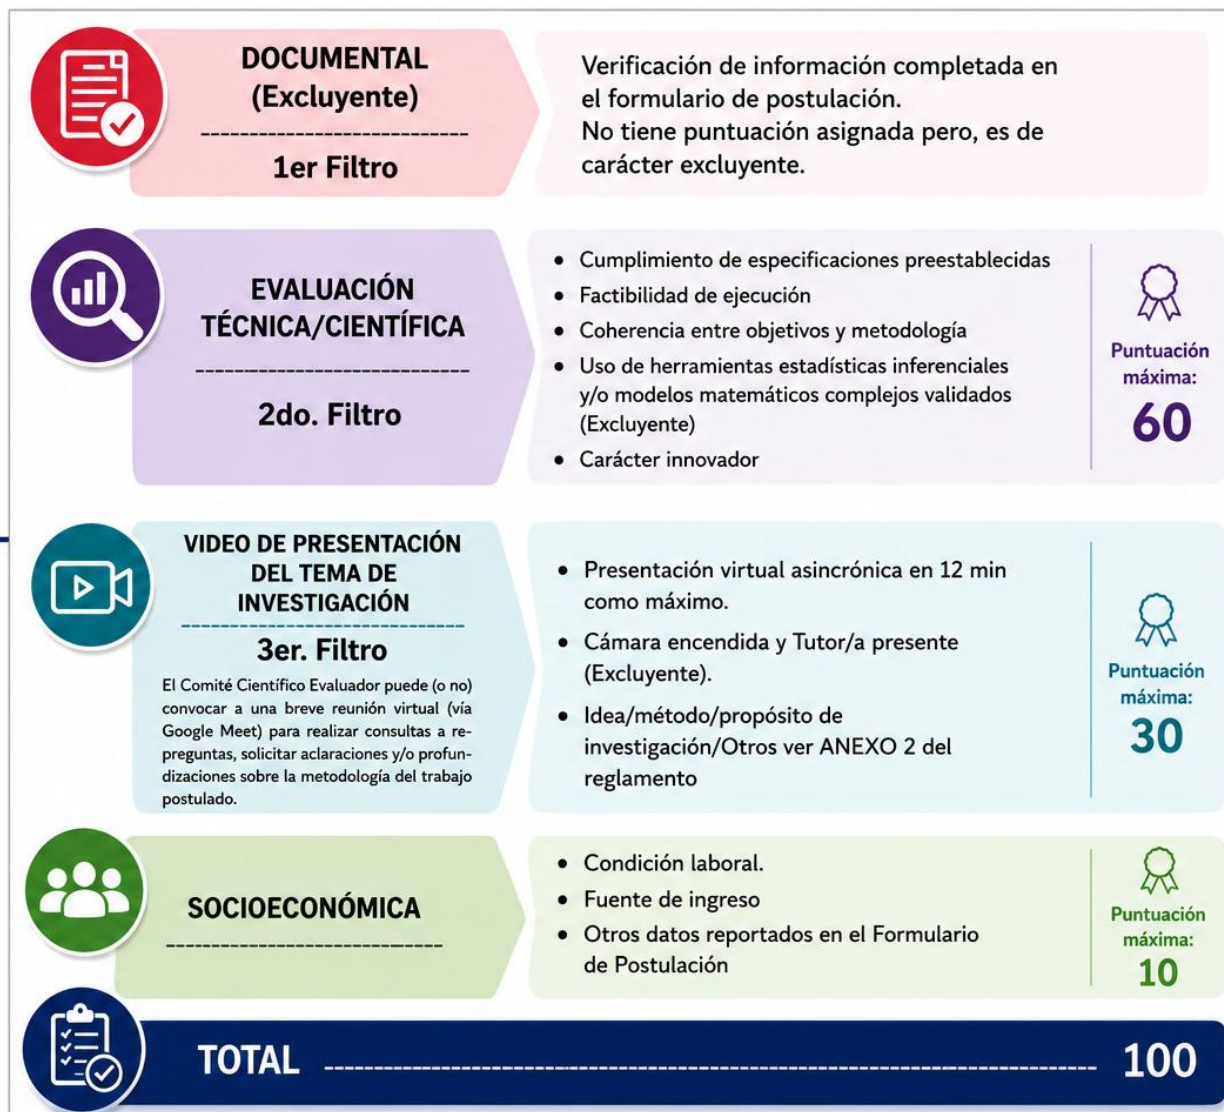 DOCUMENTAL
(Excluyente)
1er Filtro
Verificación de información completada en
el formulario de postulación.
No tiene puntuación asignada pero, es de
carácter excluyente.
EVALUACIÓN
TÉCNICA/CIENTÍFICA
2do. Filtro
• Cumplimiento de especificaciones preestablecidas
• Factibilidad de ejecución
• Coherencia entre objetivos y metodología
• Uso de herramientas estadísticas inferenciales
y/o modelos matemáticos complejos validados
(Excluyente)
• Carácter innovador
Puntuación
máxima:
60
VIDEO DE PRESENTACIÓN
DEL TEMA DE
INVESTIGACIÓN
3er. Filtro
El Comité Científico Evaluador puede (o no)
convocar a una breve reunión virtual (vía
Google Meet) para realizar consultas a re-
preguntas, solicitar aclaraciones y/o profun-
dizaciones sobre la metodología del trabajo
postulado.
• Presentación virtual asincrónica en 12 min
como máximo.
• Cámara encendida y Tutor/a presente
(Excluyente).
• Idea/método/propósito de
investigación/Otros ver ANEXO 2 del
reglamento
Puntuación
máxima:
30
SOCIOECONÓMICA
• Condición laboral.
• Fuente de ingreso
• Otros datos reportados en el Formulario
de Postulación
Puntuación
máxima:
10
TOTAL
100